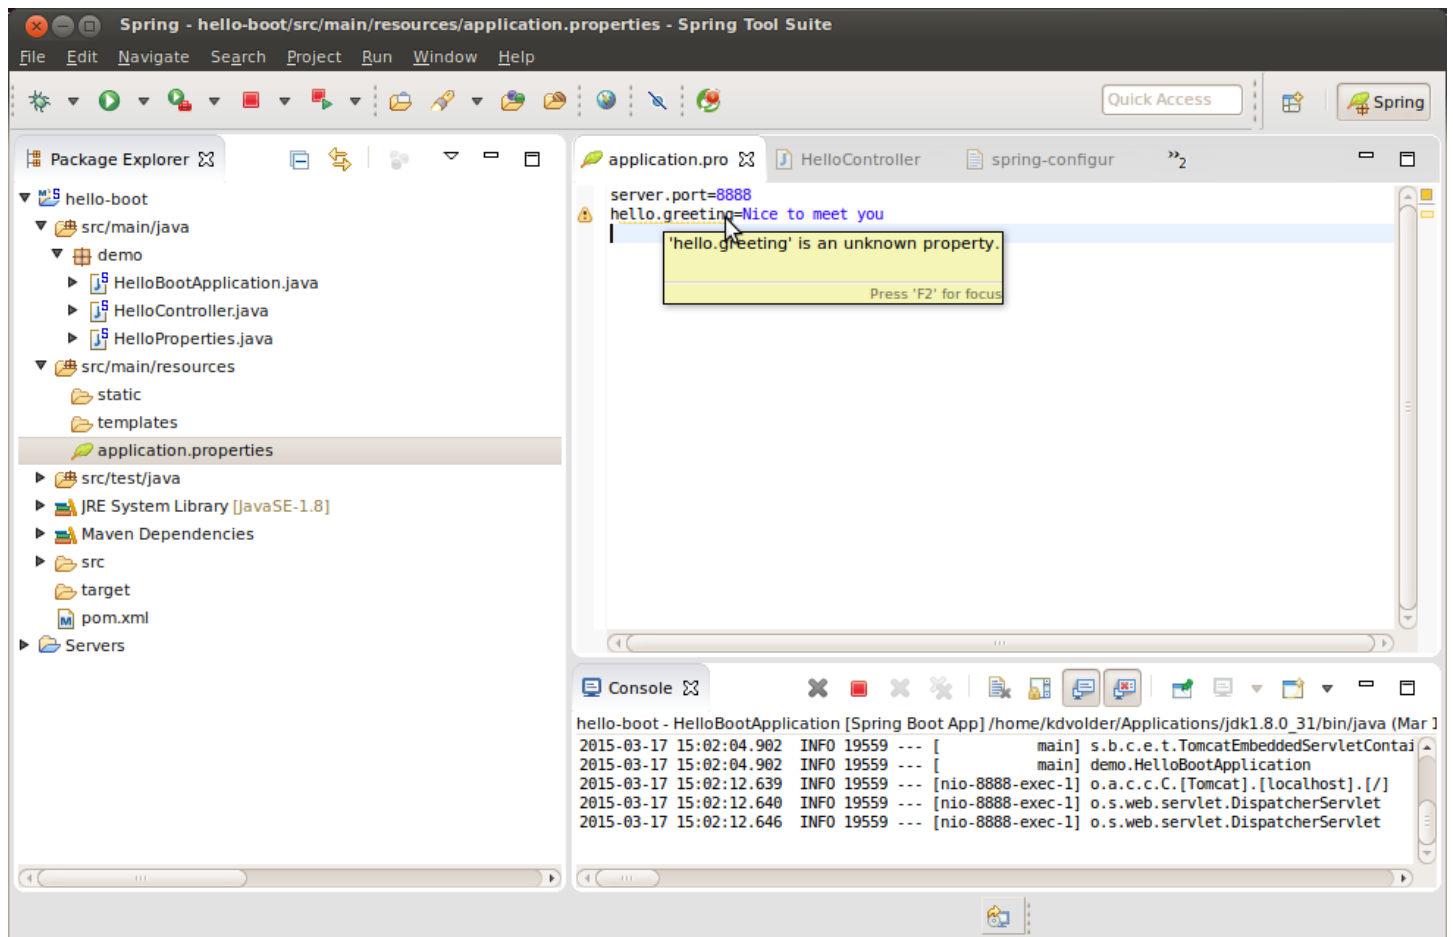 Spring - hello-boot/src/main/resources/application.properties - Spring Tool Suite
File Edit Navigate Search Project Run Window Help
Quick Access
Spring
Package Explorer
hello-boot
src/main/java
demo
HelloBootApplication.java
HelloController.java
HelloProperties.java
src/main/resources
static
templates
application.properties
src/test/java
JRE System Library [JavaSE-1.8]
Maven Dependencies
src
target
pom.xml
Servers
application.pro HelloController spring-configur »2
server.port=8888
hello.greeting=Nice to meet you
'hello.greeting' is an unknown property.
Press 'F2' for focus
Console
hello-boot - HelloBootApplication [Spring Boot App] /home/kdvolder/Applications/jdk1.8.0_31/bin/java (Mar 1
2015-03-17 15:02:04.902 INFO 19559 --- [ main] s.b.c.e.t.TomcatEmbeddedServletContai
2015-03-17 15:02:04.902 INFO 19559 --- [ main] demo.HelloBootApplication
2015-03-17 15:02:12.639 INFO 19559 --- [nio-8888-exec-1] o.a.c.c.C.[Tomcat].[localhost].[/]
2015-03-17 15:02:12.640 INFO 19559 --- [nio-8888-exec-1] o.s.web.servlet.DispatcherServlet
2015-03-17 15:02:12.646 INFO 19559 --- [nio-8888-exec-1] o.s.web.servlet.DispatcherServlet